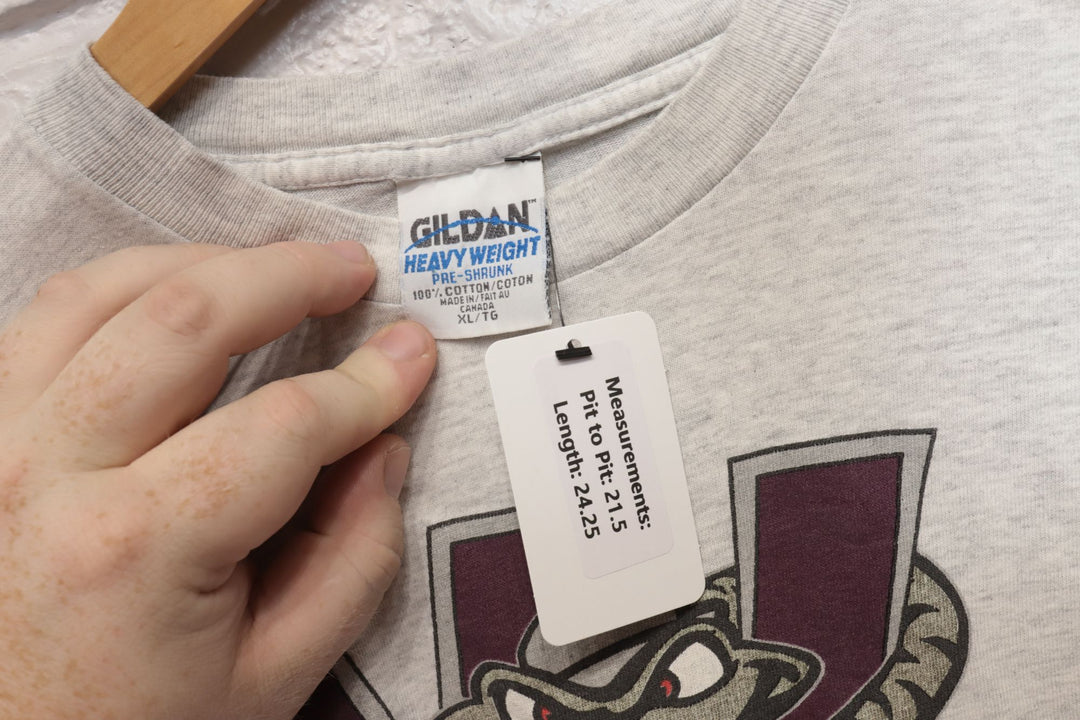 GILDAN™
HEAVY WEIGHT
PRE-SHRUNK
100% COTTON/COTON
MADE IN/FAIT AU
CANADA
XL/TG
Measurements:
Pit to Pit: 21.5
Length: 24.25